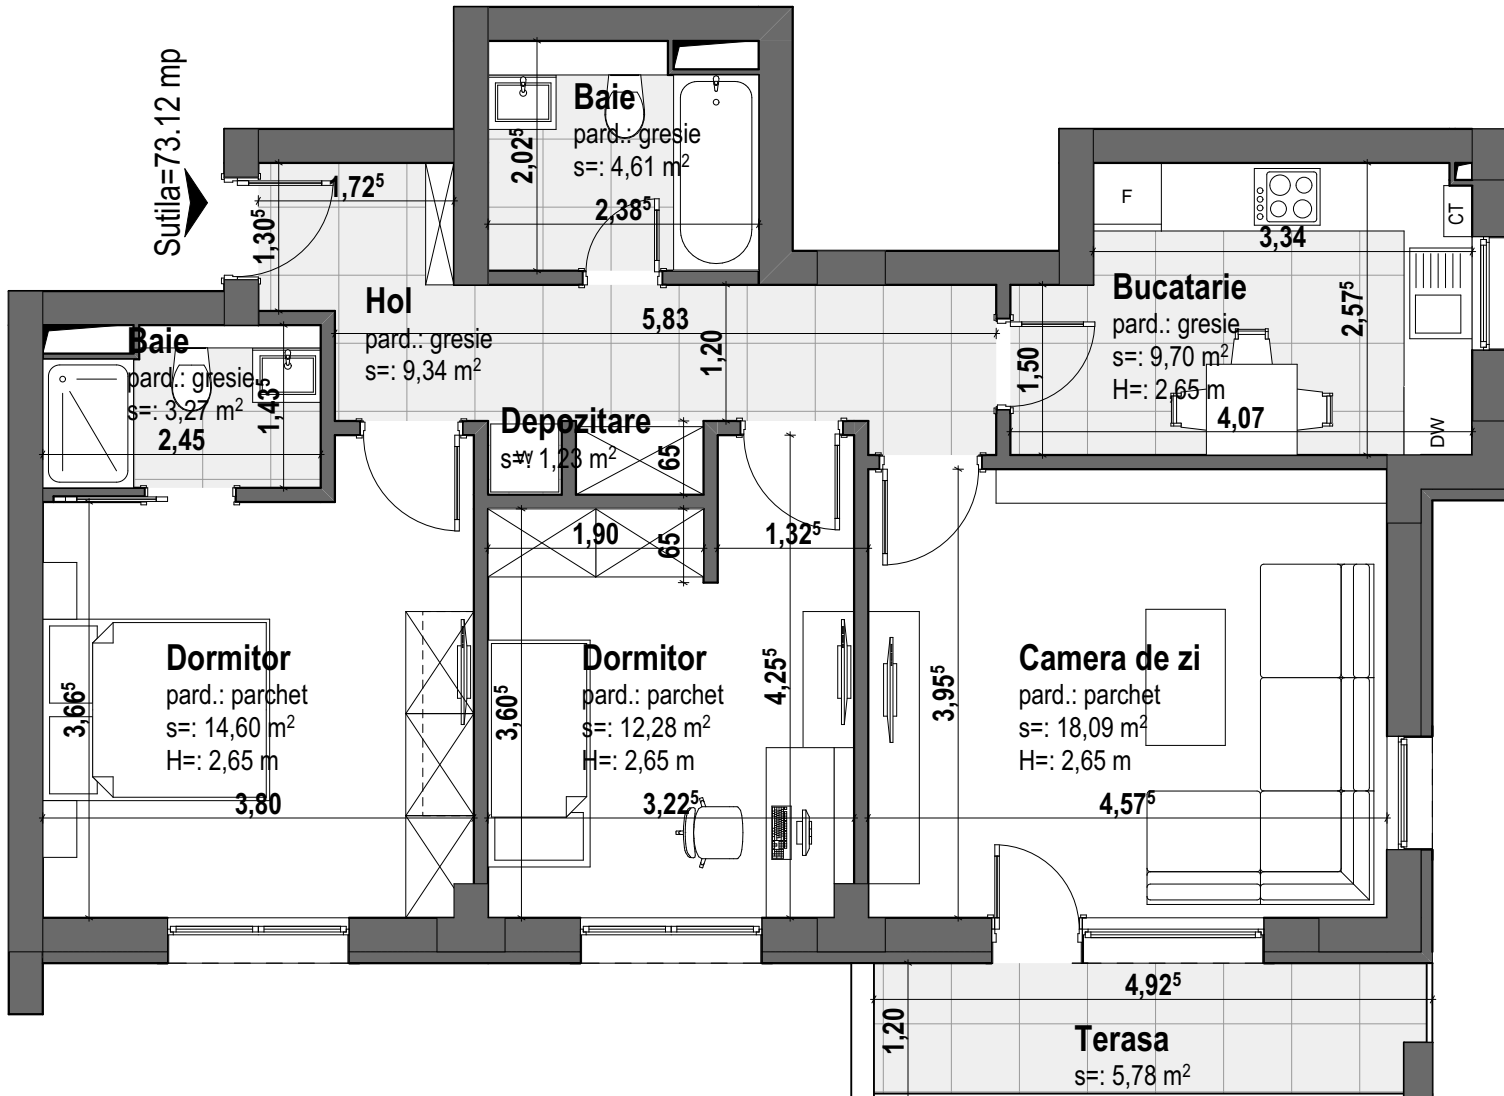 Sutila=73.12 mp
Baie
pard.: gresie
s=: 4,61 m²
2,02⁵
2,38⁵
1,72⁵
1,30⁵
Hol
pard.: gresie
s=: 9,34 m²
5,83
1,20
F
CT
3,34
Bucatarie
pard.: gresie
s=: 9,70 m²
H=: 2,65 m
2,57⁵
1,50
4,07
DW
Baie
pard.: gresie
s=: 3,27 m²
1,43⁵
2,45
Depozitare
s=: 1,23 m²
W
65
1,90
65
1,32⁵
Dormitor
pard.: parchet
s=: 14,60 m²
H=: 2,65 m
3,66⁵
3,80
Dormitor
pard.: parchet
s=: 12,28 m²
H=: 2,65 m
3,60⁵
4,25⁵
3,22⁵
Camera de zi
pard.: parchet
s=: 18,09 m²
H=: 2,65 m
3,95⁵
4,57⁵
4,92⁵
1,20
Terasa
s=: 5,78 m²